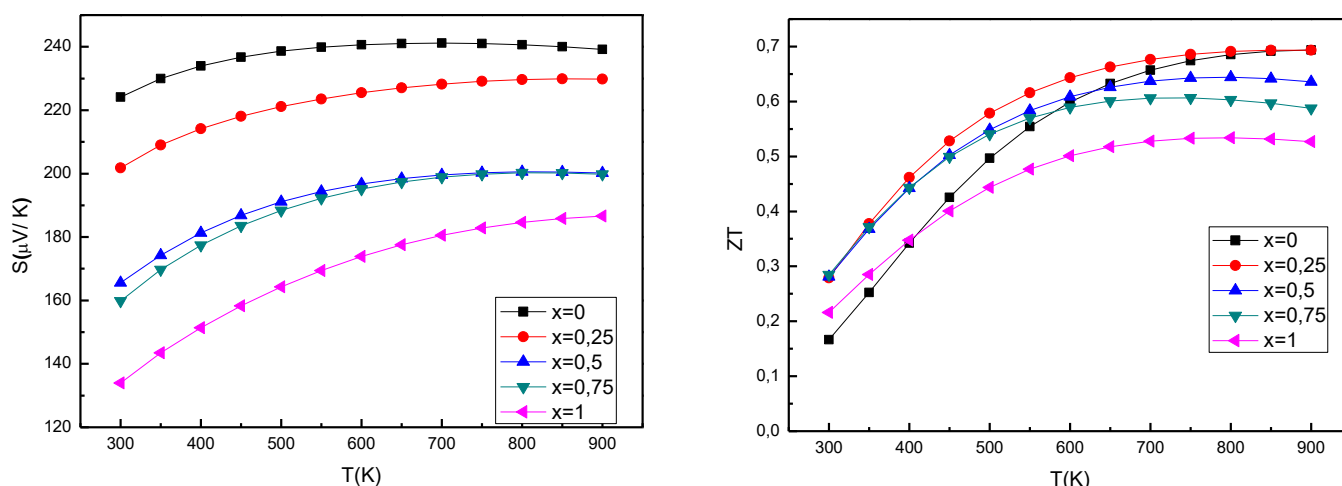 S(μV/ K)
240
220
200
180
160
140
120
x=0
x=0,25
x=0,5
x=0,75
x=1
300 400 500 600 700 800 900
T(K)
ZT
0,7
0,6
0,5
0,4
0,3
0,2
0,1
0,0
x=0
x=0,25
x=0,5
x=0,75
x=1
300 400 500 600 700 800 900
T(K)